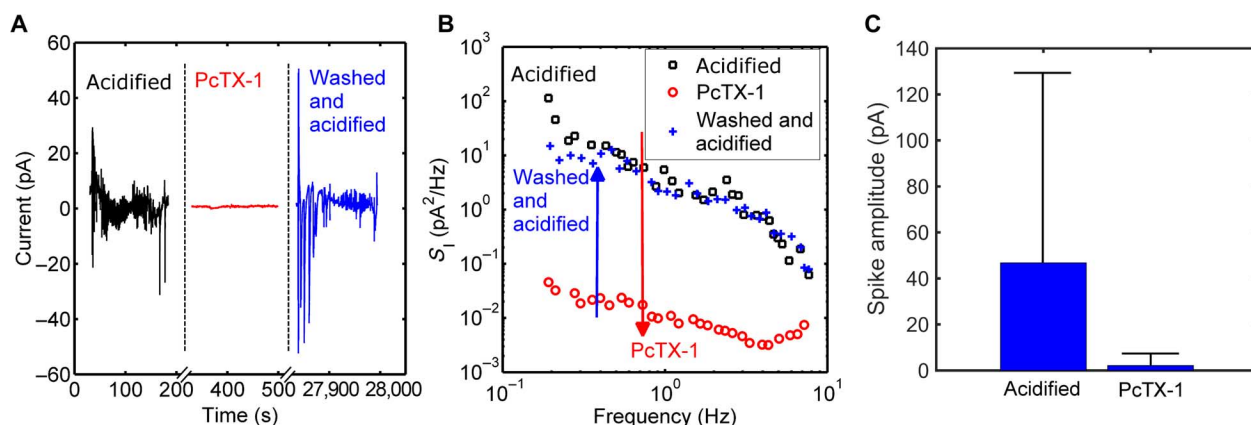 A
60
40
20
0
–20
–40
–60
Current (pA)
Acidified
PcTX-1
Washed
and
acidified
0 100 200 400 500 27,900 28,000
Time (s)
B
10^3
10^2
10^1
10^0
10^-1
10^-2
10^-3
S_I (pA^2/Hz)
Acidified
Acidified
PcTX-1
Washed and
acidified
Washed
and
acidified
PcTX-1
10^-1 10^0 10^1
Frequency (Hz)
C
140
120
100
80
60
40
20
0
Spike amplitude (pA)
Acidified PcTX-1